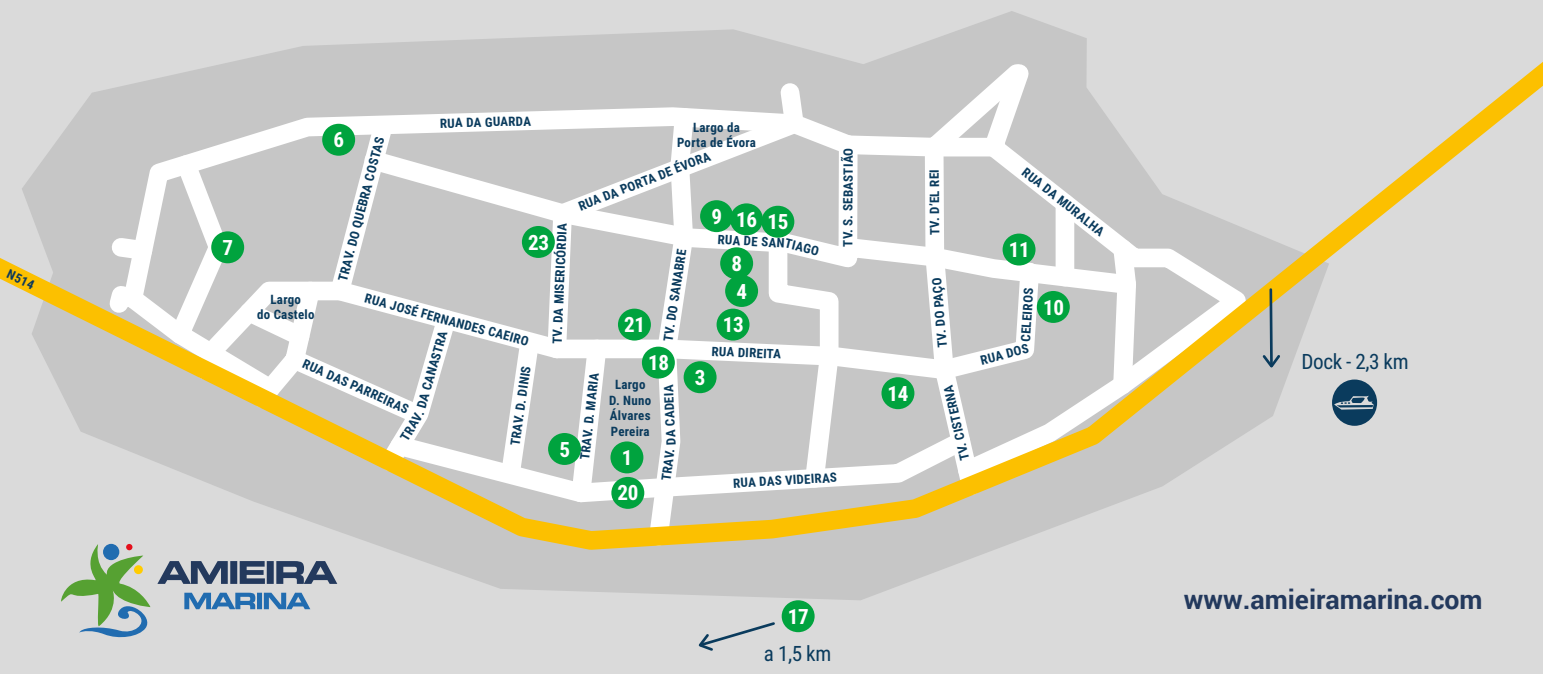 RUA DA GUARDA
Largo da
Porta de Évora
6
TRAV. DO QUEBRA COSTAS
RUA DA PORTA DE ÉVORA
TV. S. SEBASTIÃO
TV. D'EL REI
RUA DA MURALHA
9
16
15
7
23
TV. DA MISERICÓRDIA
RUA DE SANTIAGO
11
N514
8
TV. DO SANABRE
4
Largo
do Castelo
RUA JOSÉ FERNANDES CAEIRO
21
13
TV. DO PAÇO
RUA DOS CELEIROS
10
18
RUA DIREITA
3
14
Dock - 2,3 km
RUA DAS PARREIRAS
TRAV. DA CANASTRA
TRAV. D. DINIS
TRAV. D. MARIA
Largo
D. Nuno
Álvares
Pereira
TRAV. DA CADEIA
TV. CISTERNA
5
1
20
RUA DAS VIDEIRAS
AMIEIRA
MARINA
17
a 1,5 km
www.amieiramarina.com